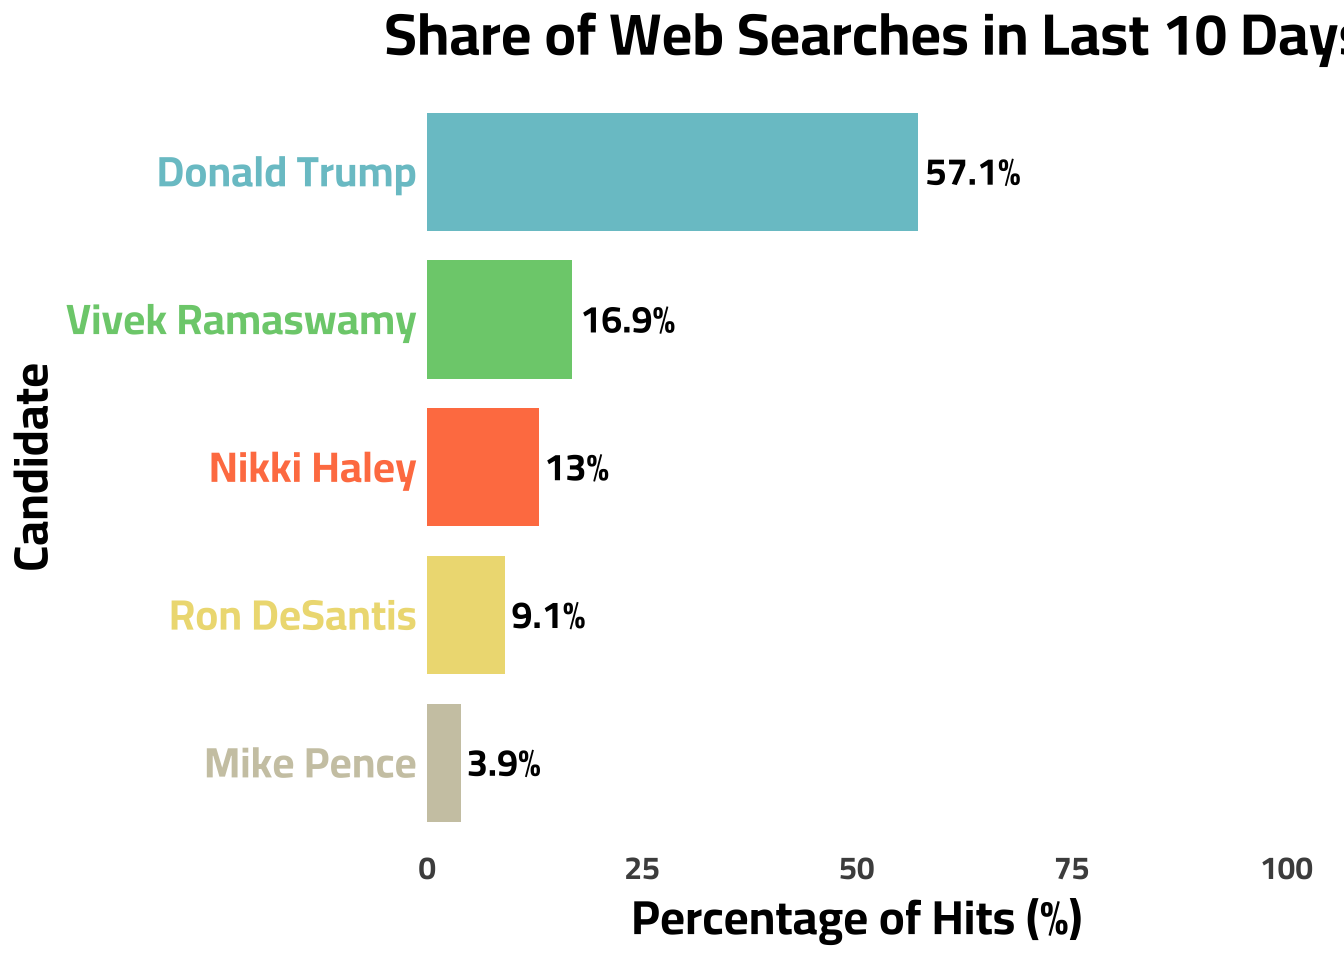 Share of Web Searches in Last 10 Days
Donald Trump
57.1%
Vivek Ramaswamy
16.9%
Nikki Haley
13%
Ron DeSantis
9.1%
Mike Pence
3.9%
Candidate
0 25 50 75 100
Percentage of Hits (%)